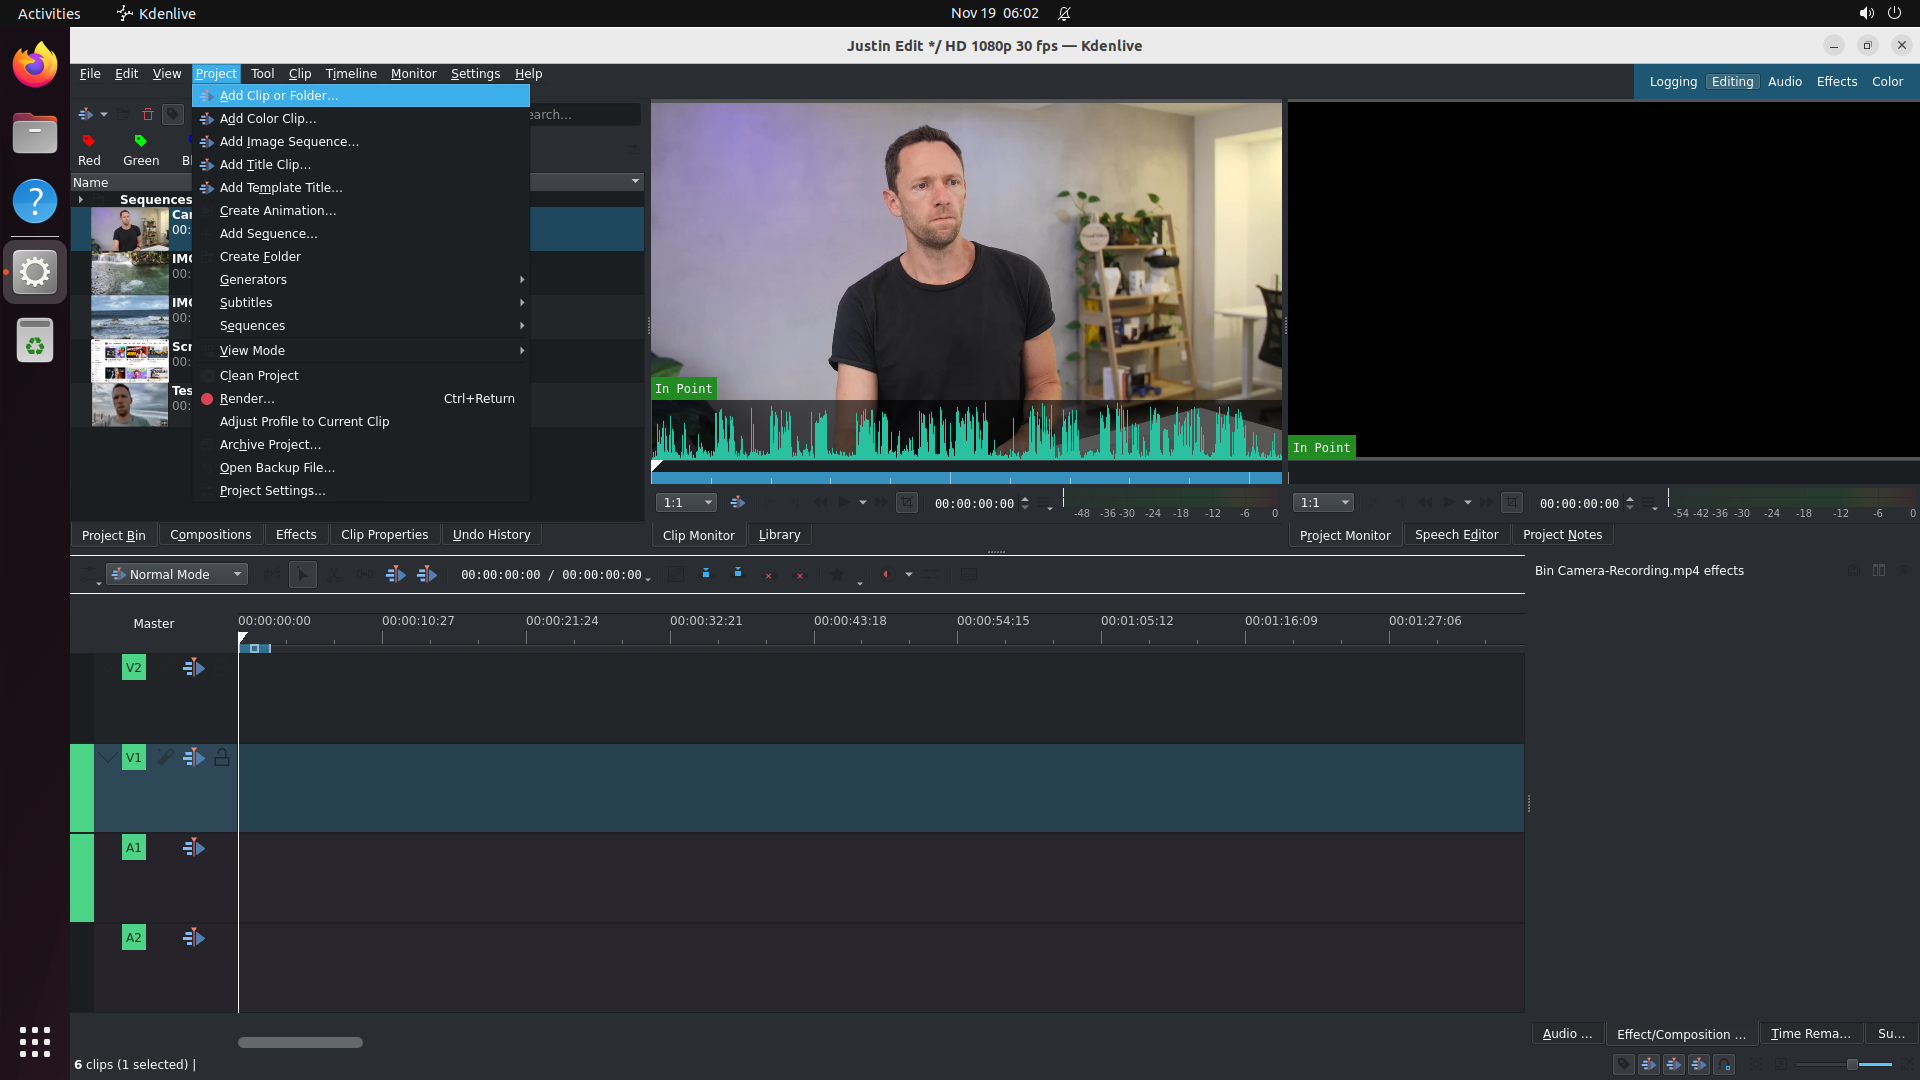 Activities
Kdenlive
Nov 19 06:02
Justin Edit */ HD 1080p 30 fps — Kdenlive
File Edit View Project Tool Clip Timeline Monitor Settings Help
Logging Editing Audio Effects Color
Add Clip or Folder...
Add Color Clip...
Add Image Sequence...
Add Title Clip...
Add Template Title...
Create Animation...
Add Sequence...
Create Folder
Generators
Subtitles
Sequences
View Mode
Clean Project
Render... Ctrl+Return
Adjust Profile to Current Clip
Archive Project...
Open Backup File...
Project Settings...
Red Green
Name
Sequences
00:
00:
00:
00:
00:
In Point
In Point
1:1
00:00:00:00
-48 -36 -30 -24 -18 -12 -6 0
1:1
00:00:00:00
-54 -42 -36 -30 -24 -18 -12 -6 0
Project Bin Compositions Effects Clip Properties Undo History
Clip Monitor Library
Project Monitor Speech Editor Project Notes
Normal Mode
00:00:00:00 / 00:00:00:00
Bin Camera-Recording.mp4 effects
Master
00:00:00:00 00:00:10:27 00:00:21:24 00:00:32:21 00:00:43:18 00:00:54:15 00:01:05:12 00:01:16:09 00:01:27:06
V2
V1
A1
A2
Audio ... Effect/Composition ... Time Rema... Su...
6 clips (1 selected) |